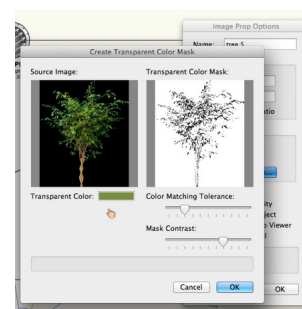 Image Prop Options
Name: tree 5
Create Transparent Color Mask
Source Image:
Transparent Color Mask:
Transparent Color:
Color Matching Tolerance:
Mask Contrast:
Cancel
OK
OK